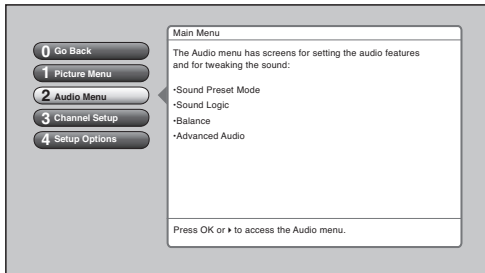 Main Menu
0 Go Back
1 Picture Menu
2 Audio Menu
3 Channel Setup
4 Setup Options
The Audio menu has screens for setting the audio features
and for tweaking the sound:
•Sound Preset Mode
•Sound Logic
•Balance
•Advanced Audio
Press OK or ▸ to access the Audio menu.